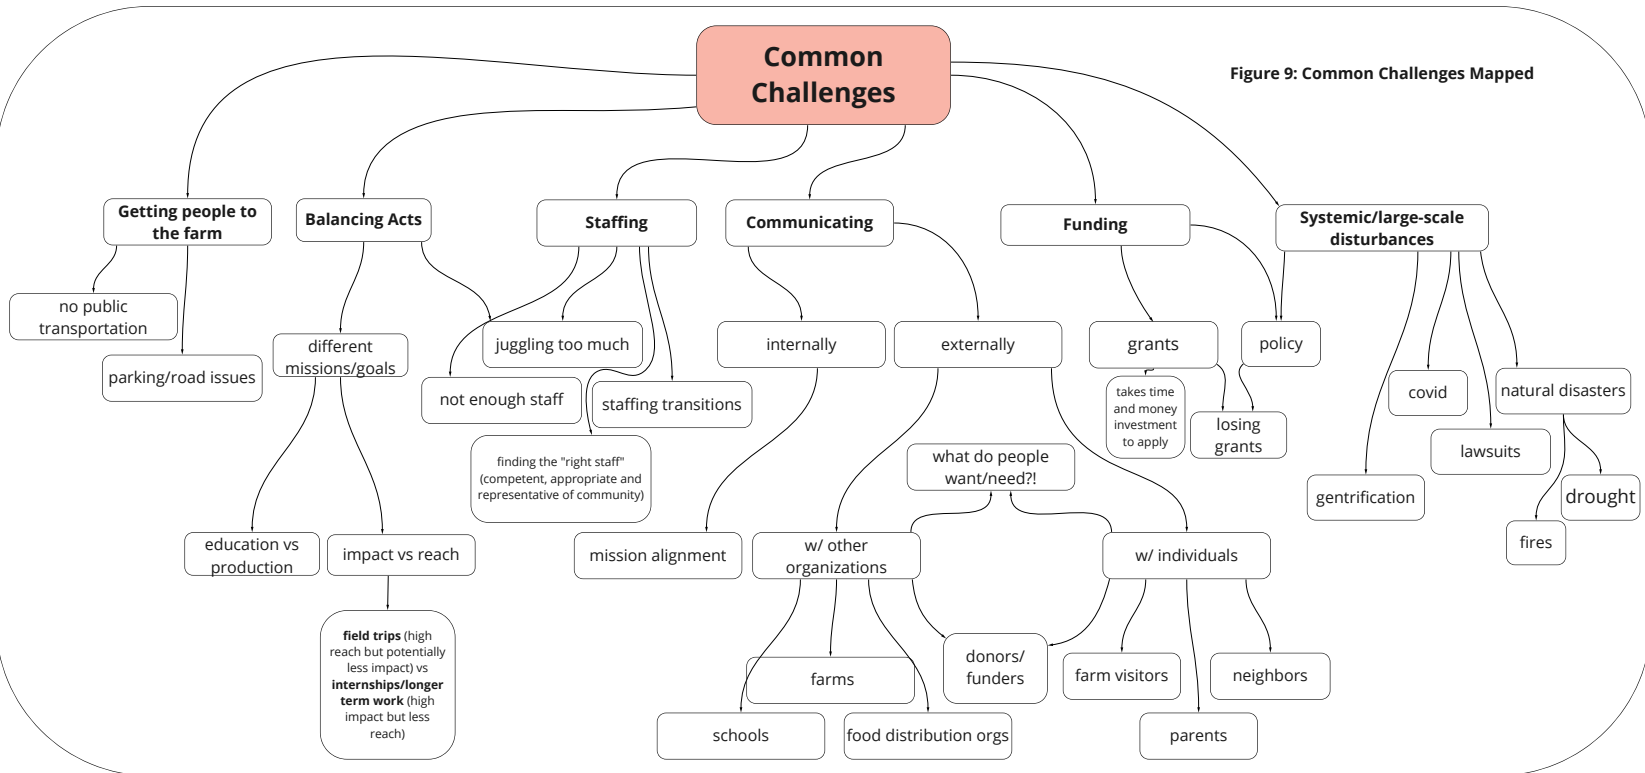 Common
Challenges
Figure 9: Common Challenges Mapped
Getting people to
the farm
Balancing Acts
Staffing
Communicating
Funding
Systemic/large-scale
disturbances
no public
transportation
parking/road issues
different
missions/goals
juggling too much
not enough staff
staffing transitions
finding the "right staff"
(competent, appropriate and
representative of community)
internally
externally
grants
policy
takes time
and money
investment
to apply
losing
grants
covid
natural disasters
lawsuits
gentrification
drought
fires
what do people
want/need?!
education vs
production
impact vs reach
mission alignment
w/ other
organizations
w/ individuals
field trips (high
reach but potentially
less impact) vs
internships/longer
term work (high
impact but less
reach)
farms
donors/
funders
farm visitors
neighbors
schools
food distribution orgs
parents